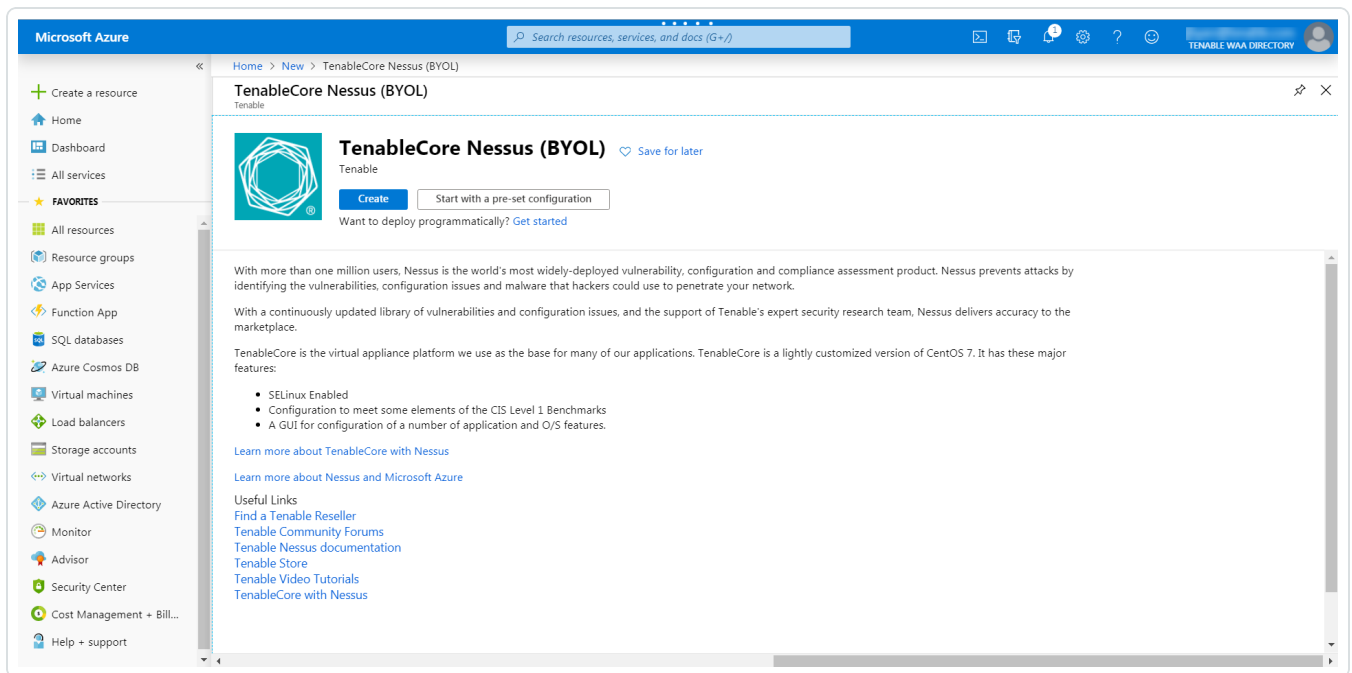 Microsoft Azure
Search resources, services, and docs (G+/)
1
TENABLE WAA DIRECTORY
«
Home > New > TenableCore Nessus (BYOL)
Create a resource
Home
Dashboard
All services
FAVORITES
All resources
Resource groups
App Services
Function App
SQL databases
Azure Cosmos DB
Virtual machines
Load balancers
Storage accounts
Virtual networks
Azure Active Directory
Monitor
Advisor
Security Center
Cost Management + Bill...
Help + support
TenableCore Nessus (BYOL)
Tenable
TenableCore Nessus (BYOL)
Save for later
Tenable
Create
Start with a pre-set configuration
Want to deploy programmatically? Get started
With more than one million users, Nessus is the world's most widely-deployed vulnerability, configuration and compliance assessment product. Nessus prevents attacks by
identifying the vulnerabilities, configuration issues and malware that hackers could use to penetrate your network.
With a continuously updated library of vulnerabilities and configuration issues, and the support of Tenable's expert security research team, Nessus delivers accuracy to the
marketplace.
TenableCore is the virtual appliance platform we use as the base for many of our applications. TenableCore is a lightly customized version of CentOS 7. It has these major
features:
• SELinux Enabled
• Configuration to meet some elements of the CIS Level 1 Benchmarks
• A GUI for configuration of a number of application and O/S features.
Learn more about TenableCore with Nessus
Learn more about Nessus and Microsoft Azure
Useful Links
Find a Tenable Reseller
Tenable Community Forums
Tenable Nessus documentation
Tenable Store
Tenable Video Tutorials
TenableCore with Nessus